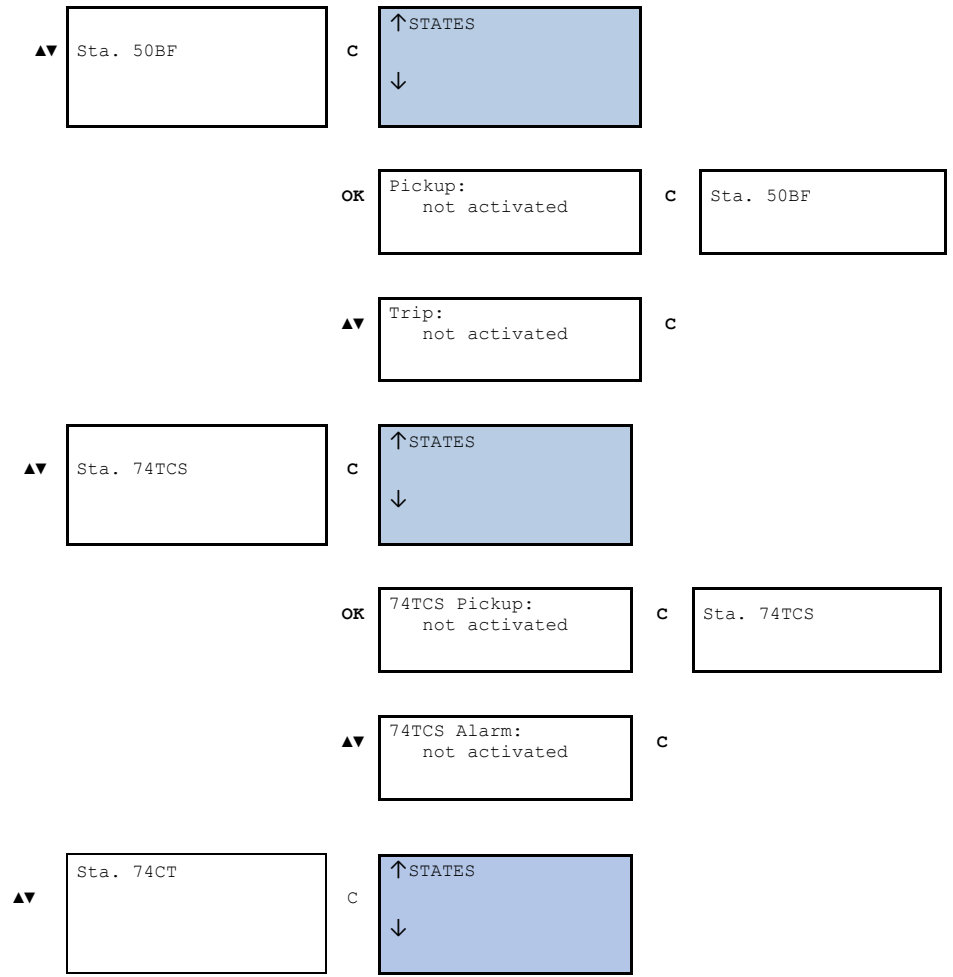 ▲▼ Sta. 50BF C ↑STATES
↓
OK Pickup: C Sta. 50BF
not activated
▲▼ Trip: C
not activated
▲▼ Sta. 74TCS C ↑STATES
↓
OK 74TCS Pickup: C Sta. 74TCS
not activated
▲▼ 74TCS Alarm: C
not activated
▲▼ Sta. 74CT C ↑STATES
↓